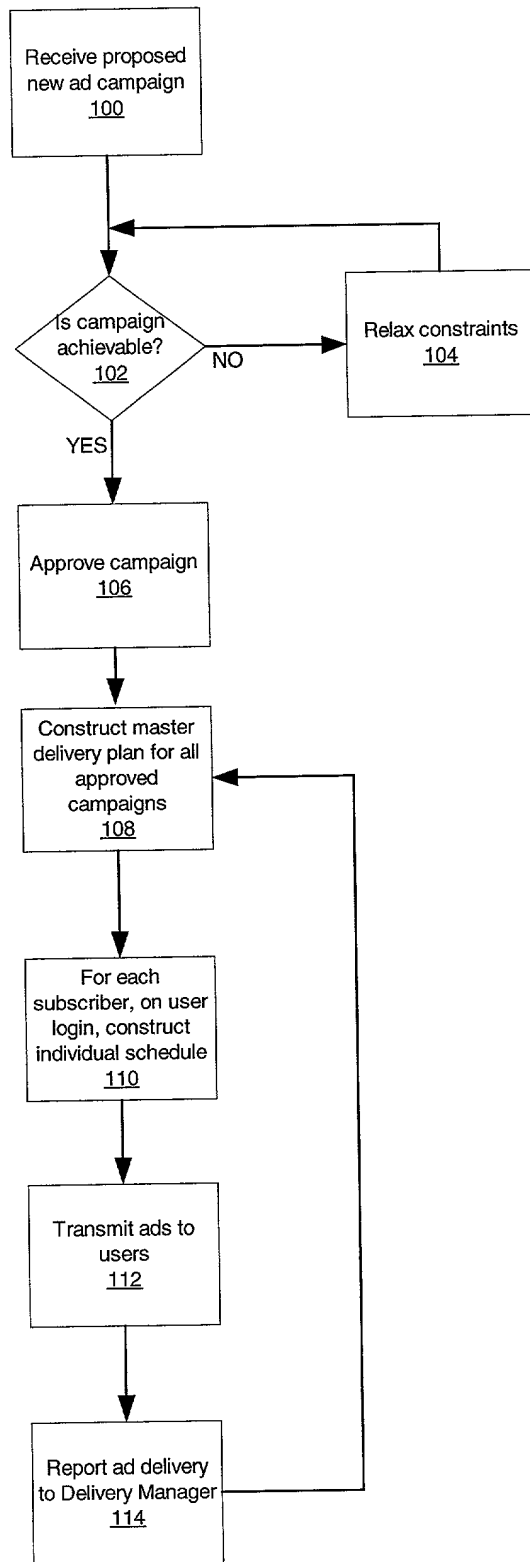 Receive proposed
new ad campaign
100
Is campaign
achievable?
102
NO
Relax constraints
104
YES
Approve campaign
106
Construct master
delivery plan for all
approved
campaigns
108
For each
subscriber, on user
login, construct
individual schedule
110
Transmit ads to
users
112
Report ad delivery
to Delivery Manager
114